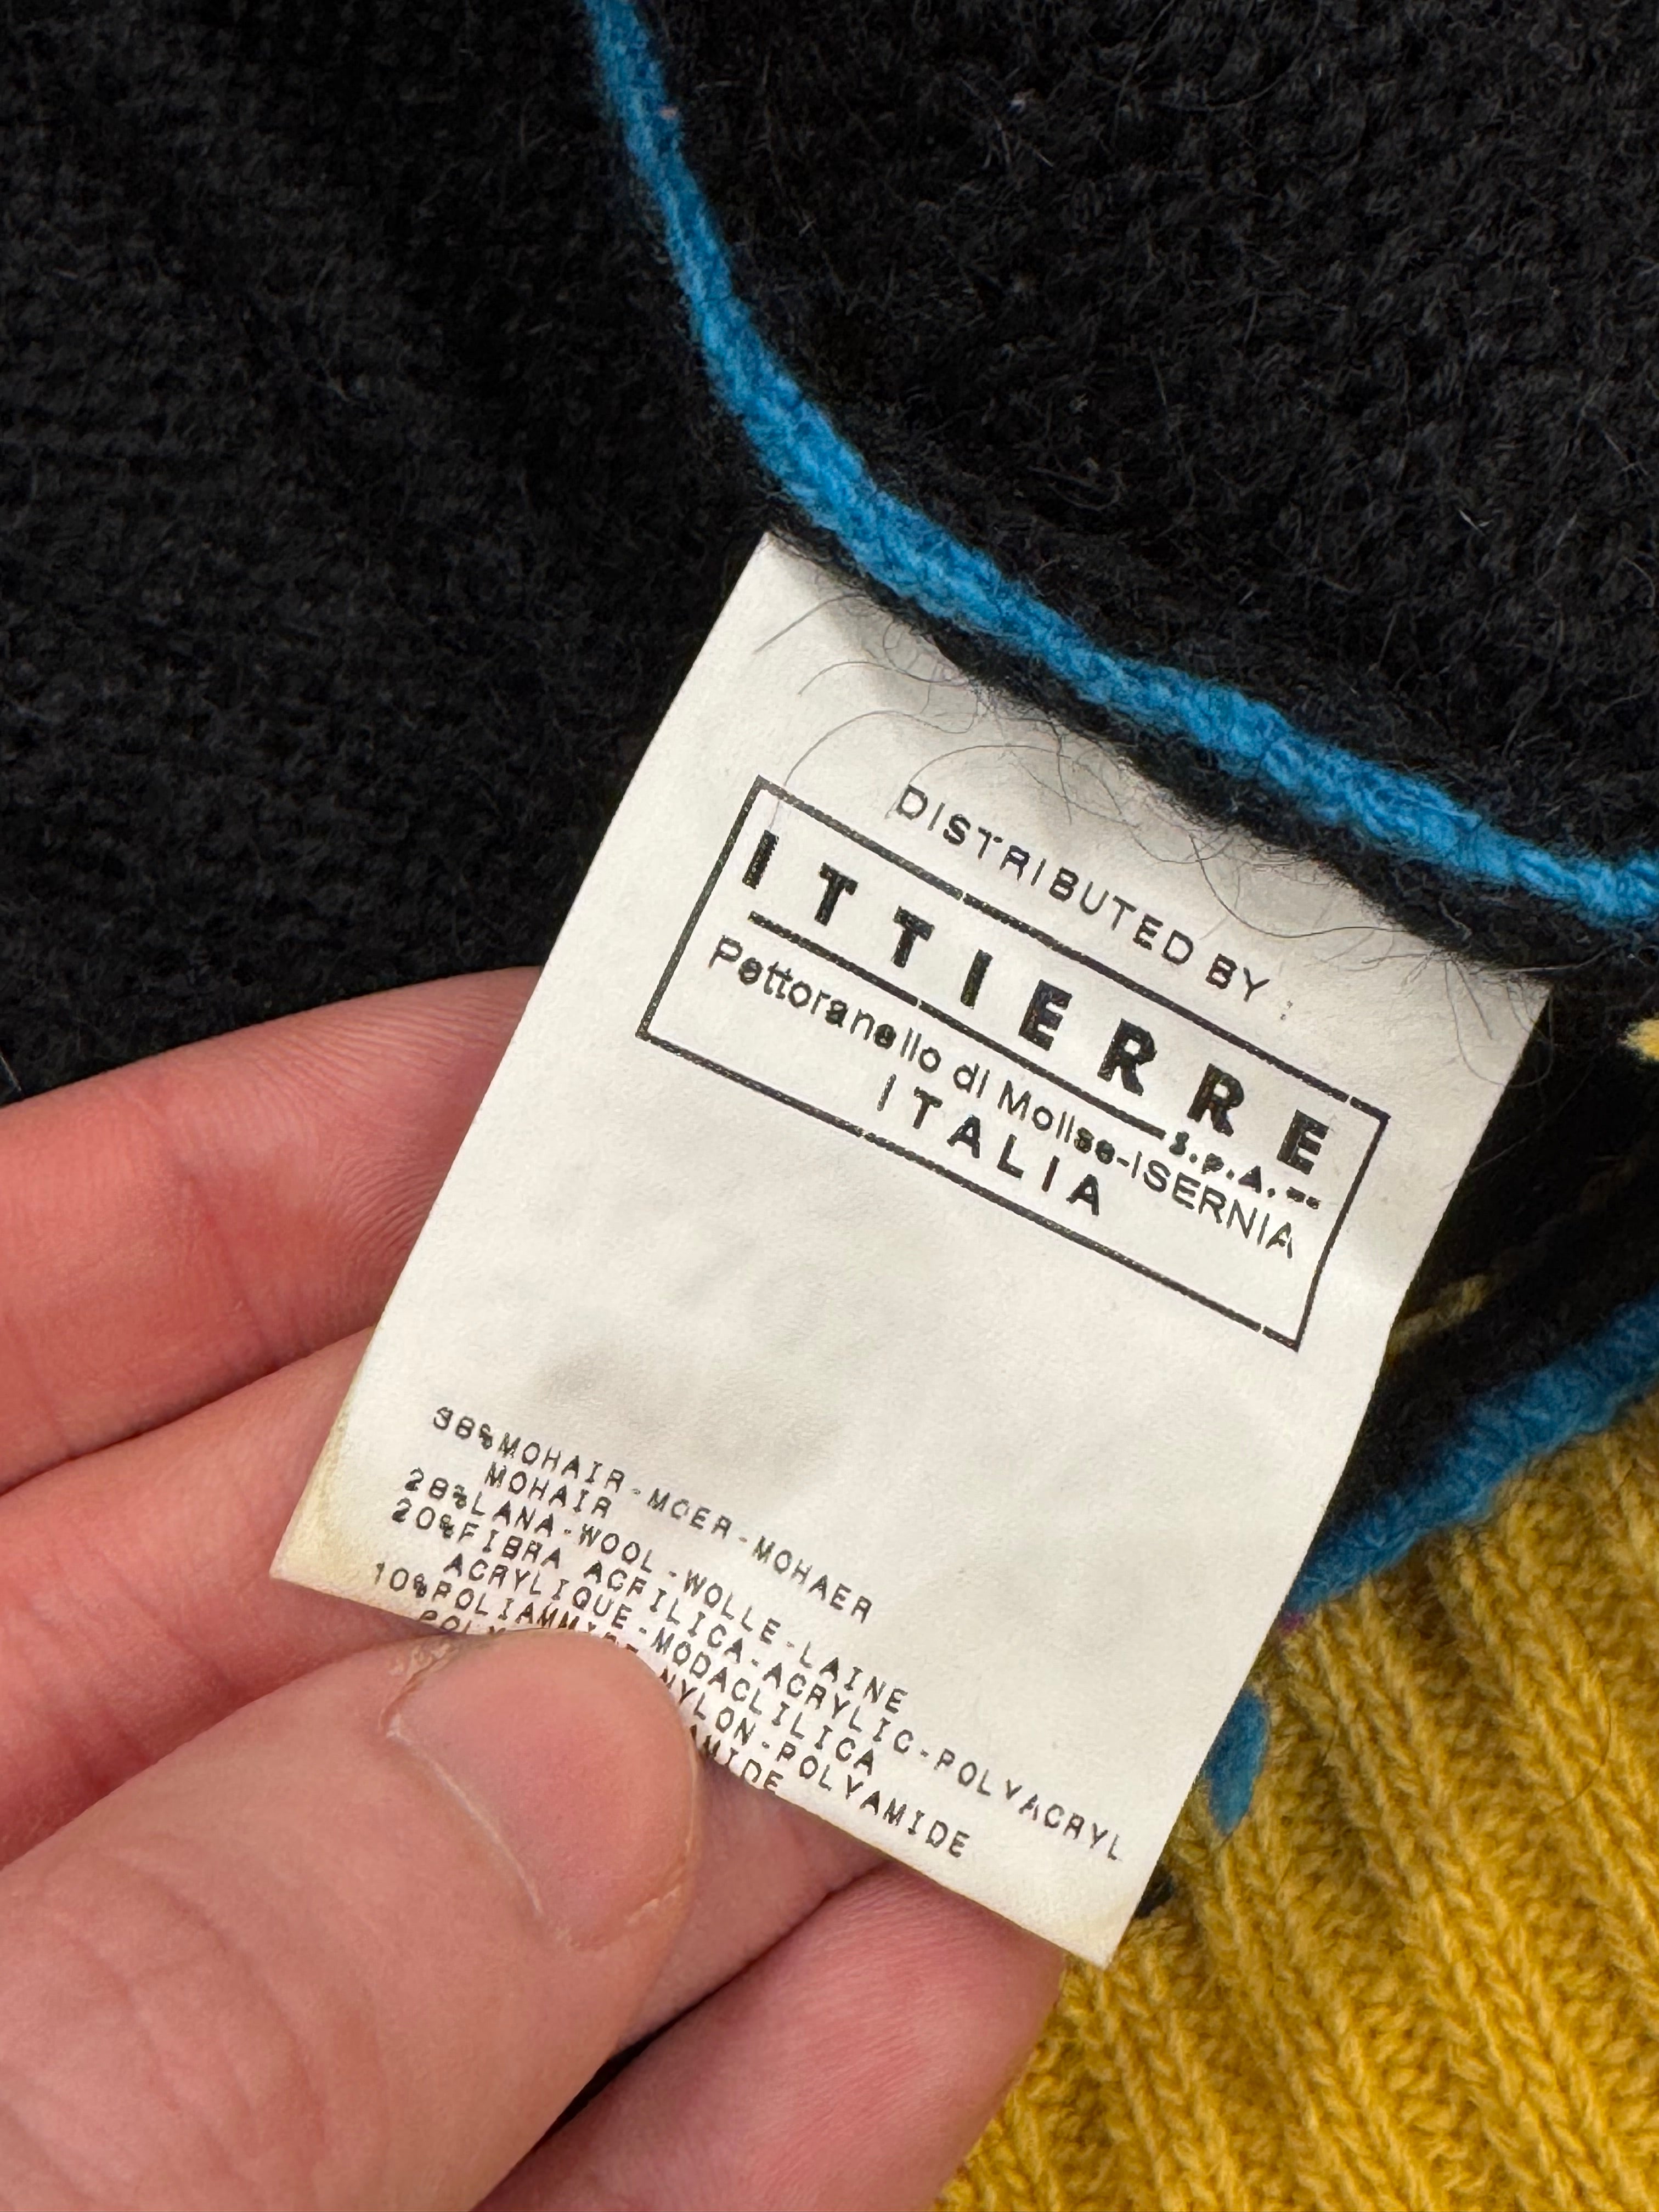 DISTRIBUTED BY :
ITTIERRE
S.p.A.
Pettoranello di Molise-ISERNIA
ITALIA
38%MOHAIR-MOER-MOHAER
MOHAIR
28%LANA-WOOL-WOLLE-LAINE
20%FIBRA ACRILICA-ACRYLIC-POLYACRYL
ACRYLIQUE-MODACLILICA
10%POLIAMMIDE-NYLON-POLYAMIDE